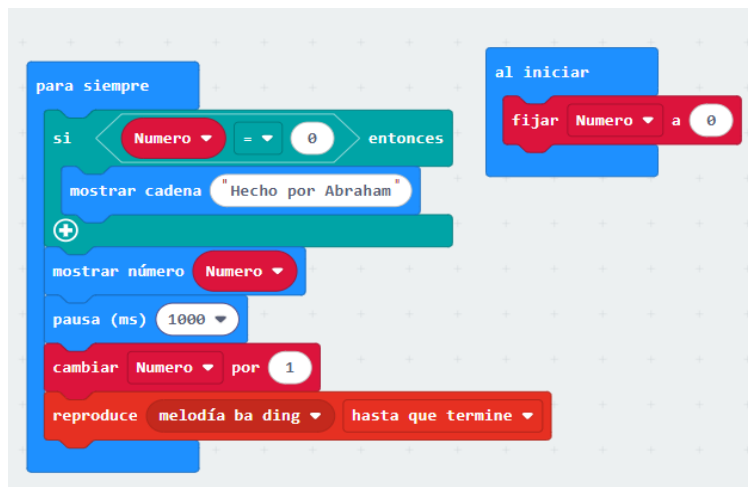 para siempre
si Numero = 0 entonces
mostrar cadena "Hecho por Abraham"
mostrar número Numero
pausa (ms) 1000
cambiar Numero por 1
reproduce melodía ba ding hasta que termine
al iniciar
fijar Numero a 0